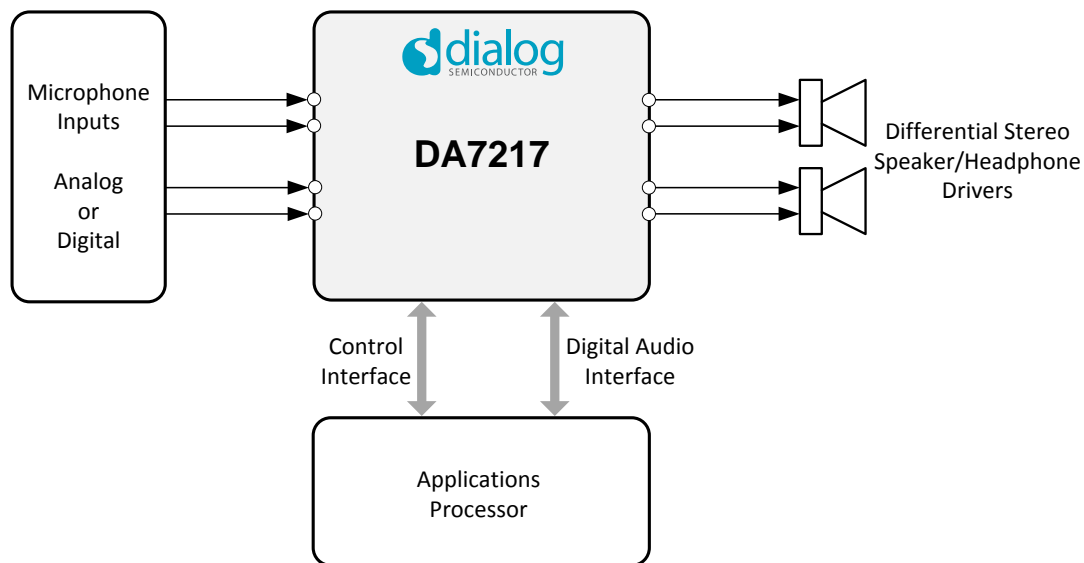 Microphone
Inputs
Analog
or
Digital
dialog
SEMICONDUCTOR
DA7217
Differential Stereo
Speaker/Headphone
Drivers
Control
Interface
Digital Audio
Interface
Applications
Processor